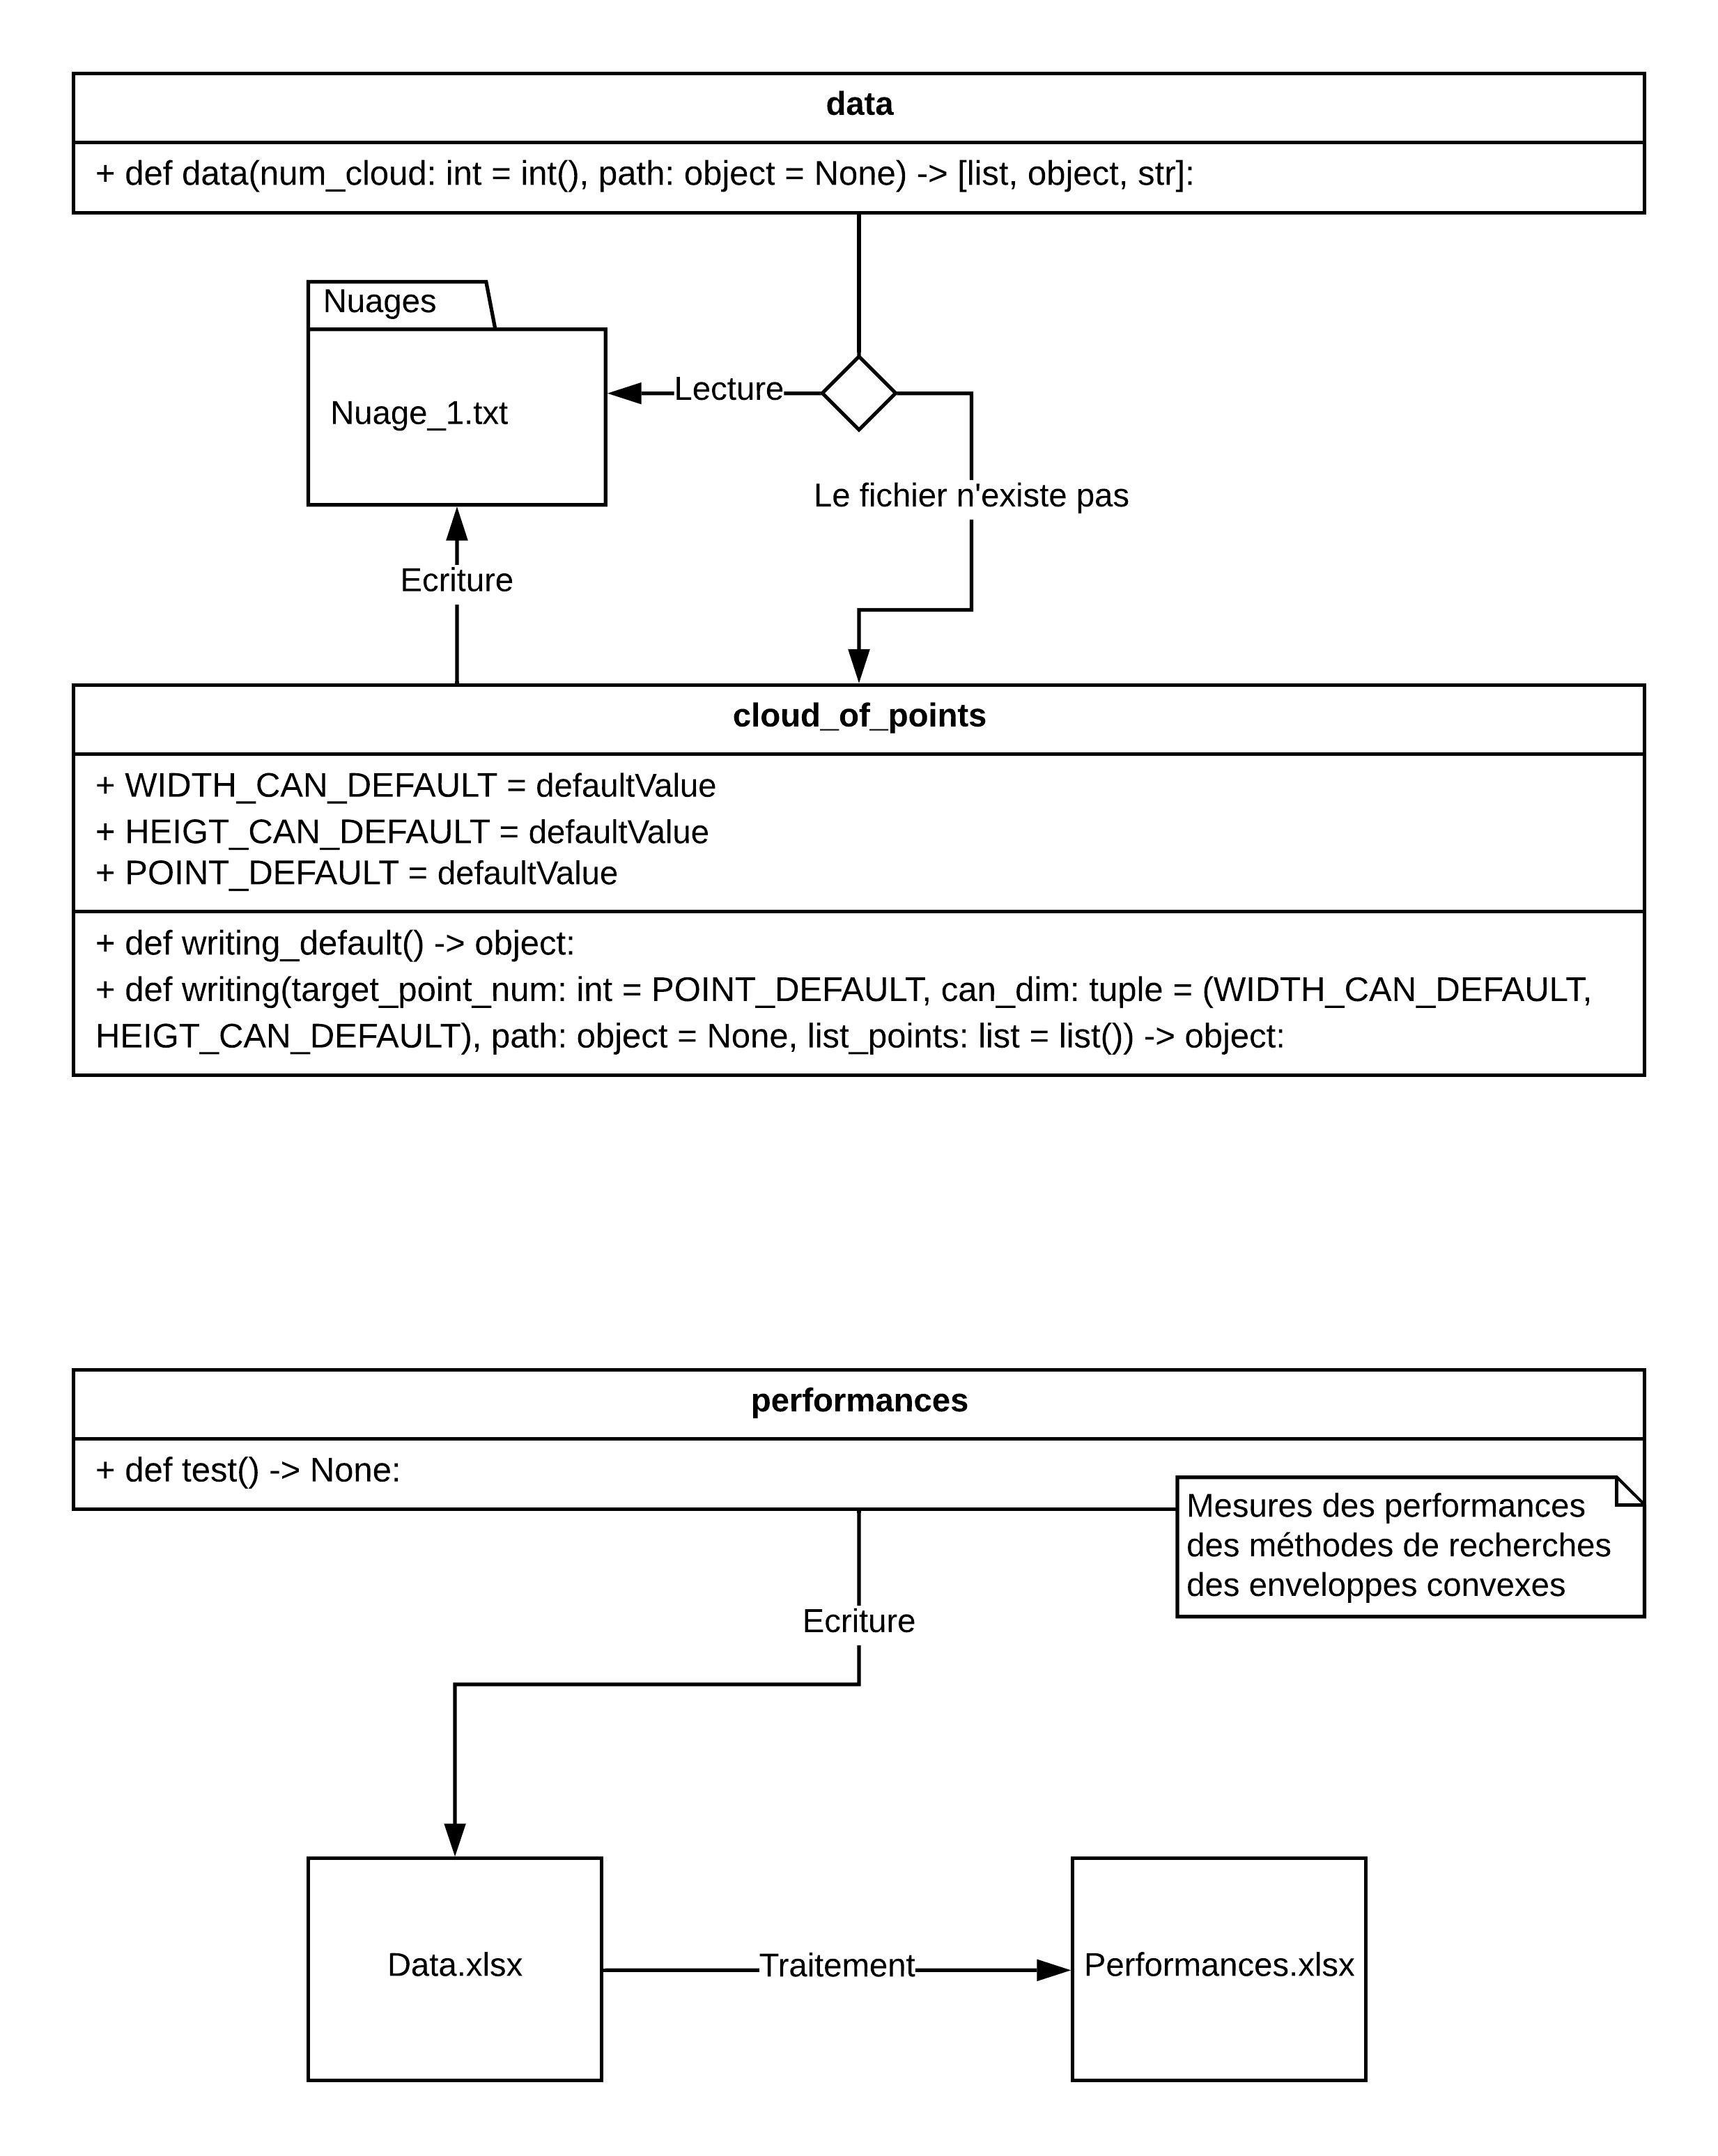 data
+ def data(num_cloud: int = int(), path: object = None) -> [list, object, str]:
Nuages
Nuage_1.txt
Lecture
Le fichier n'existe pas
Ecriture
cloud_of_points
+ WIDTH_CAN_DEFAULT = defaultValue
+ HEIGT_CAN_DEFAULT = defaultValue
+ POINT_DEFAULT = defaultValue
+ def writing_default() -> object:
+ def writing(target_point_num: int = POINT_DEFAULT, can_dim: tuple = (WIDTH_CAN_DEFAULT,
HEIGT_CAN_DEFAULT), path: object = None, list_points: list = list()) -> object:
performances
+ def test() -> None:
Mesures des performances
des méthodes de recherches
des enveloppes convexes
Ecriture
Data.xlsx
Traitement
Performances.xlsx